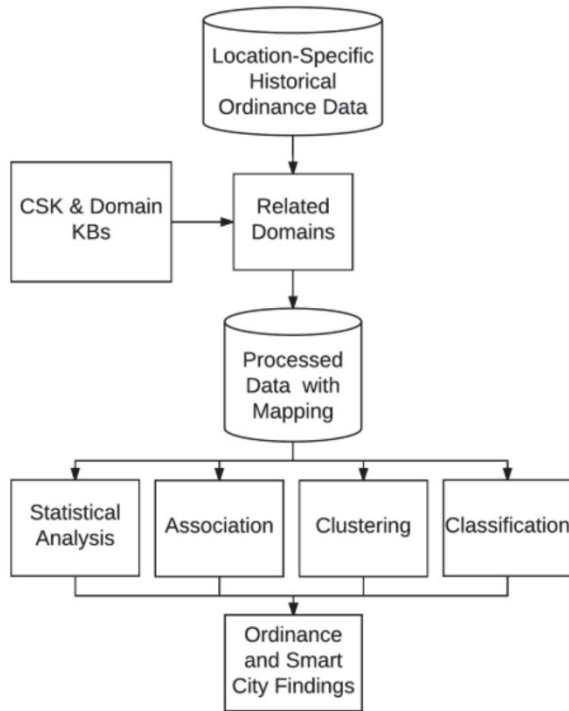 Location-Specific
Historical
Ordinance Data
CSK & Domain
KBs
Related
Domains
Processed
Data with
Mapping
Statistical
Analysis
Association
Clustering
Classification
Ordinance
and Smart
City Findings